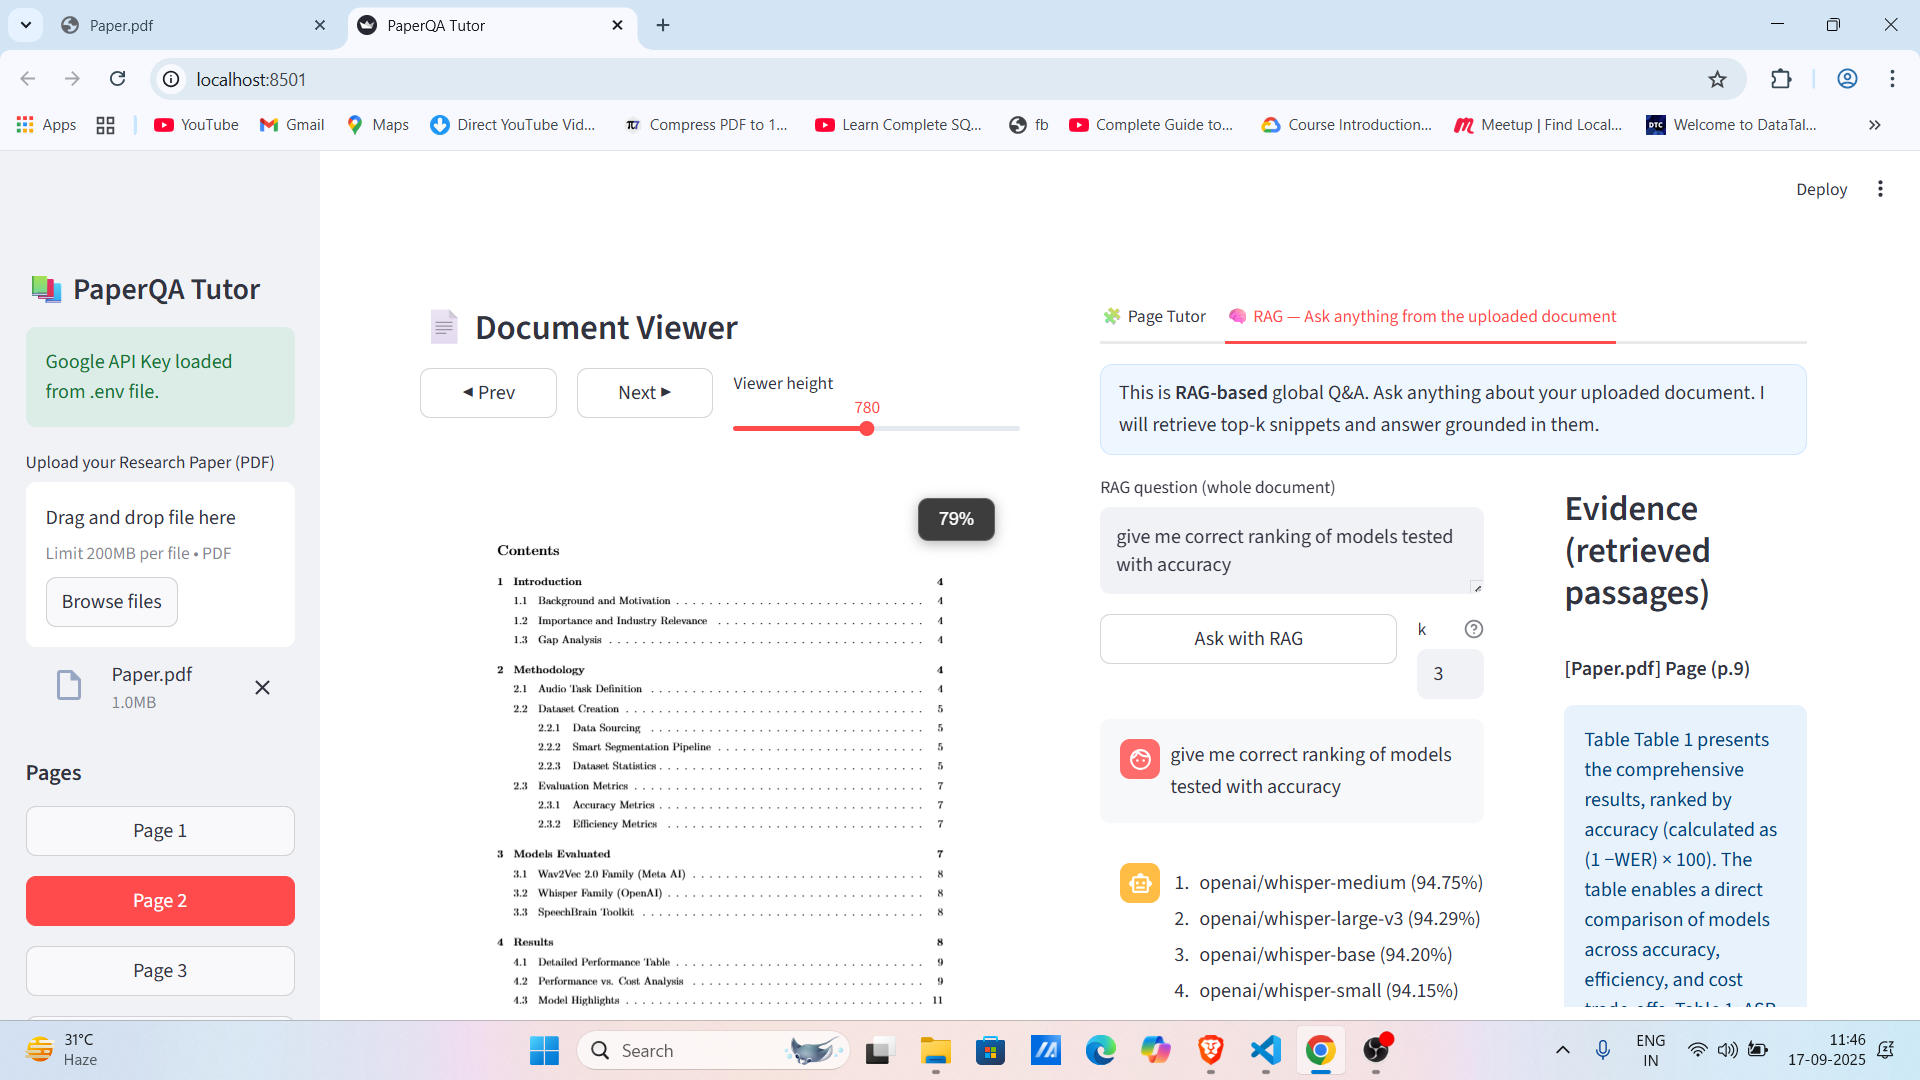 Paper.pdf
PaperQA Tutor
localhost:8501
Apps
YouTube
Gmail
Maps
Direct YouTube Vid...
Compress PDF to 1...
Learn Complete SQ...
fb
Complete Guide to...
Course Introduction...
Meetup | Find Local...
Welcome to DataTal...
Deploy
PaperQA Tutor
Google API Key loaded
from .env file.
Upload your Research Paper (PDF)
Drag and drop file here
Limit 200MB per file • PDF
Browse files
Paper.pdf
1.0MB
Pages
Page 1
Page 2
Page 3
Document Viewer
◄ Prev
Next ►
Viewer height
780
79%
Contents
1 Introduction 4
1.1 Background and Motivation . . . . . . . . . . . . . . . . . . . . . . . . . . . . . . 4
1.2 Importance and Industry Relevance . . . . . . . . . . . . . . . . . . . . . . . . . 4
1.3 Gap Analysis . . . . . . . . . . . . . . . . . . . . . . . . . . . . . . . . . . . . . . 4
2 Methodology 4
2.1 Audio Task Definition . . . . . . . . . . . . . . . . . . . . . . . . . . . . . . . . . 4
2.2 Dataset Creation . . . . . . . . . . . . . . . . . . . . . . . . . . . . . . . . . . . . 5
2.2.1 Data Sourcing . . . . . . . . . . . . . . . . . . . . . . . . . . . . . . . . . 5
2.2.2 Smart Segmentation Pipeline . . . . . . . . . . . . . . . . . . . . . . . . . 5
2.2.3 Dataset Statistics . . . . . . . . . . . . . . . . . . . . . . . . . . . . . . . . 5
2.3 Evaluation Metrics . . . . . . . . . . . . . . . . . . . . . . . . . . . . . . . . . . . 7
2.3.1 Accuracy Metrics . . . . . . . . . . . . . . . . . . . . . . . . . . . . . . . . 7
2.3.2 Efficiency Metrics . . . . . . . . . . . . . . . . . . . . . . . . . . . . . . . 7
3 Models Evaluated 7
3.1 Wav2Vec 2.0 Family (Meta AI) . . . . . . . . . . . . . . . . . . . . . . . . . . . . 8
3.2 Whisper Family (OpenAI) . . . . . . . . . . . . . . . . . . . . . . . . . . . . . . . 8
3.3 SpeechBrain Toolkit . . . . . . . . . . . . . . . . . . . . . . . . . . . . . . . . . . 8
4 Results 8
4.1 Detailed Performance Table . . . . . . . . . . . . . . . . . . . . . . . . . . . . . . 9
4.2 Performance vs. Cost Analysis . . . . . . . . . . . . . . . . . . . . . . . . . . . . 9
4.3 Model Highlights . . . . . . . . . . . . . . . . . . . . . . . . . . . . . . . . . . . . 11
Page Tutor
RAG — Ask anything from the uploaded document
This is RAG-based global Q&A. Ask anything about your uploaded document. I
will retrieve top-k snippets and answer grounded in them.
RAG question (whole document)
give me correct ranking of models tested
with accuracy
Ask with RAG
k
3
give me correct ranking of models
tested with accuracy
1. openai/whisper-medium (94.75%)
2. openai/whisper-large-v3 (94.29%)
3. openai/whisper-base (94.20%)
4. openai/whisper-small (94.15%)
Evidence
(retrieved
passages)
[Paper.pdf] Page (p.9)
Table Table 1 presents
the comprehensive
results, ranked by
accuracy (calculated as
(1 −WER) × 100). The
table enables a direct
comparison of models
across accuracy,
efficiency, and cost
31°C
Haze
Search
ENG
IN
11:46
17-09-2025